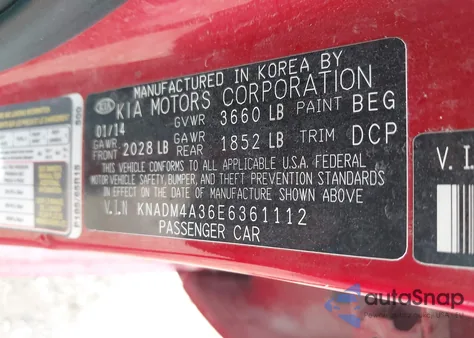 MANUFACTURED IN KOREA BY
KIA KIA MOTORS CORPORATION
01/14 GVWR 3660 LB PAINT BEG
GAWR FRONT 2028 LB GAWR REAR 1852 LB TRIM DCP
THIS VEHICLE CONFORMS TO ALL APPLICABLE U.S.A. FEDERAL
MOTOR VEHICLE SAFETY, BUMPER, AND THEFT PREVENTION STANDARDS
IN EFFECT ON THE DATE OF MANUFACTURE SHOWN ABOVE
V.I.N KNADM4A36E6361112
PASSENGER CAR
V.I.N
autoSnap